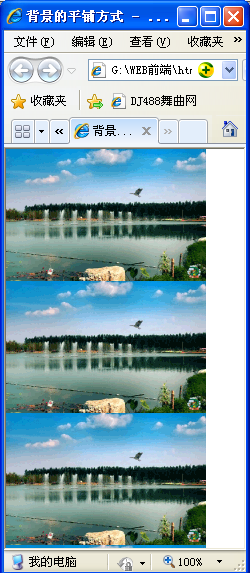 背景的平铺方式 - ...
文件(F) 编辑(E) 查看(V) 收藏夹 »
G:\WEB前端\htm
收藏夹 DJ488舞曲网
« 背景... »
我的电脑 100%